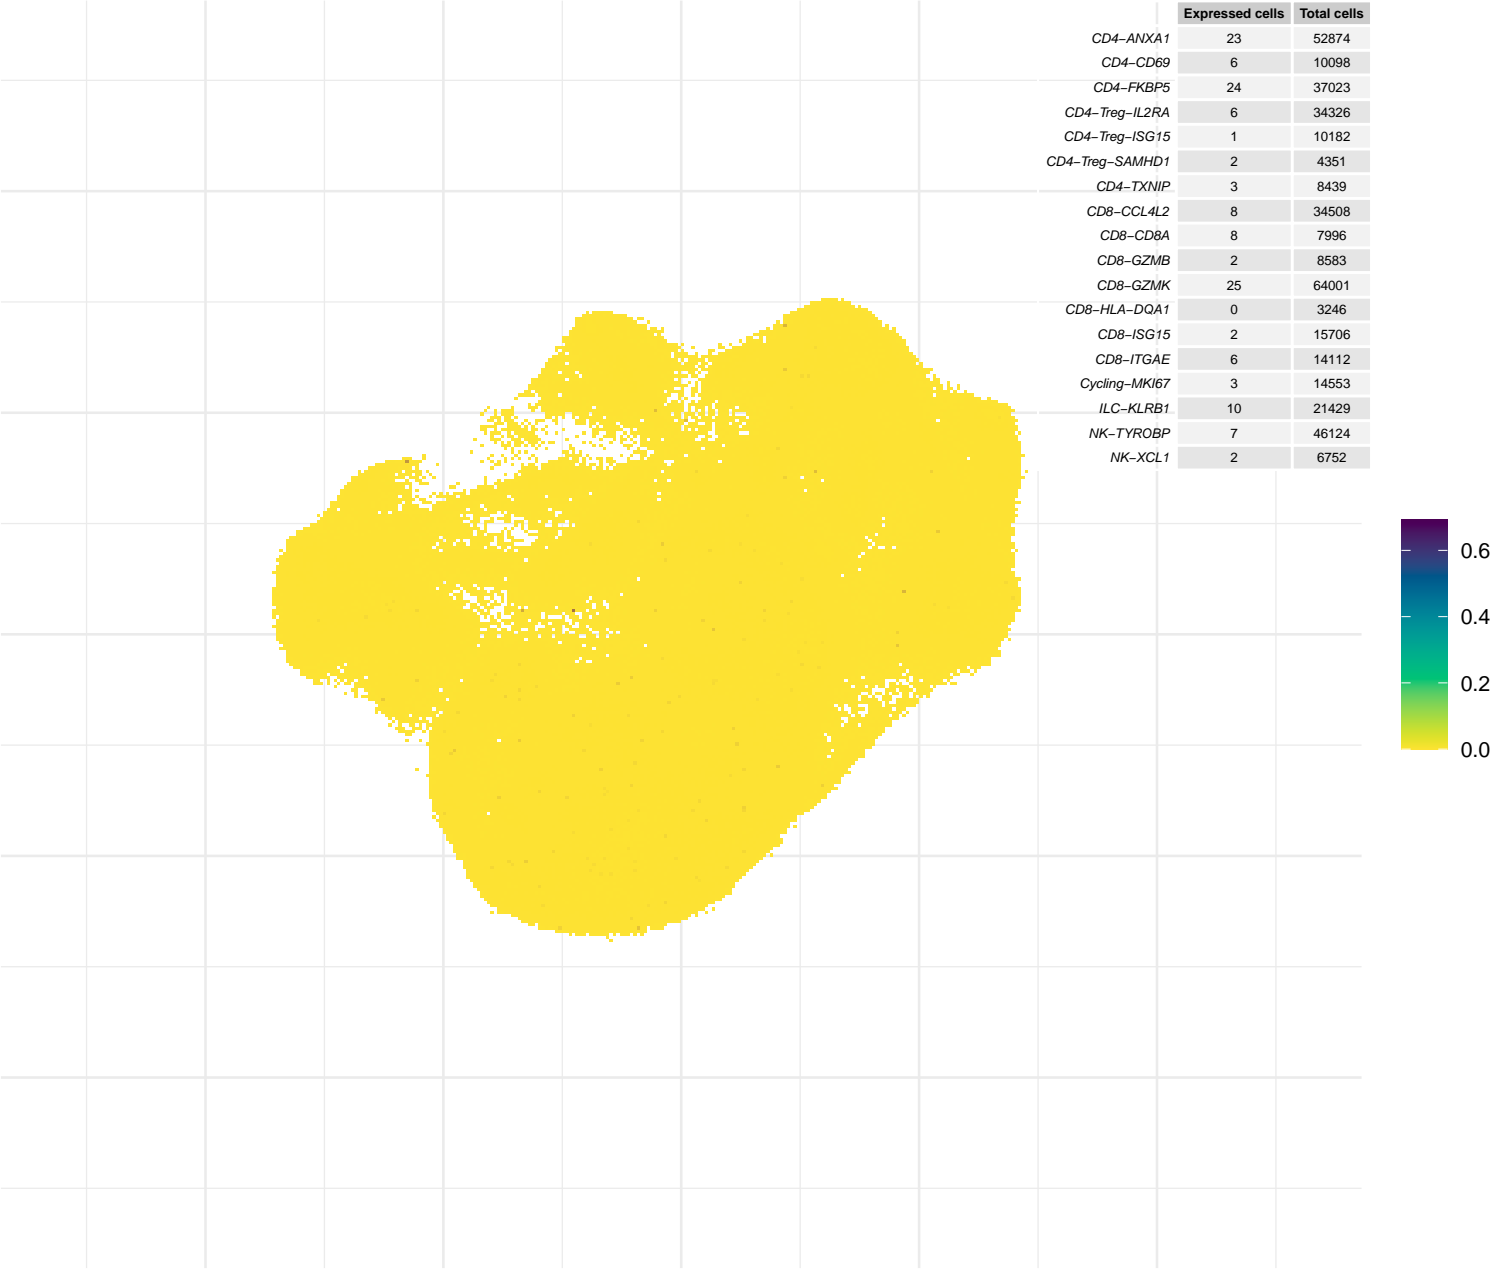 Expressed cells Total cells
CD4−ANXA1 23 52874
CD4−CD69 6 10098
CD4−FKBP5 24 37023
CD4−Treg−IL2RA 6 34326
CD4−Treg−ISG15 1 10182
CD4−Treg−SAMHD1 2 4351
CD4−TXNIP 3 8439
CD8−CCL4L2 8 34508
CD8−CD8A 8 7996
CD8−GZMB 2 8583
CD8−GZMK 25 64001
CD8−HLA−DQA1 0 3246
CD8−ISG15 2 15706
CD8−ITGAE 6 14112
Cycling−MKI67 3 14553
ILC−KLRB1 10 21429
NK−TYROBP 7 46124
NK−XCL1 2 6752
0.6
0.4
0.2
0.0